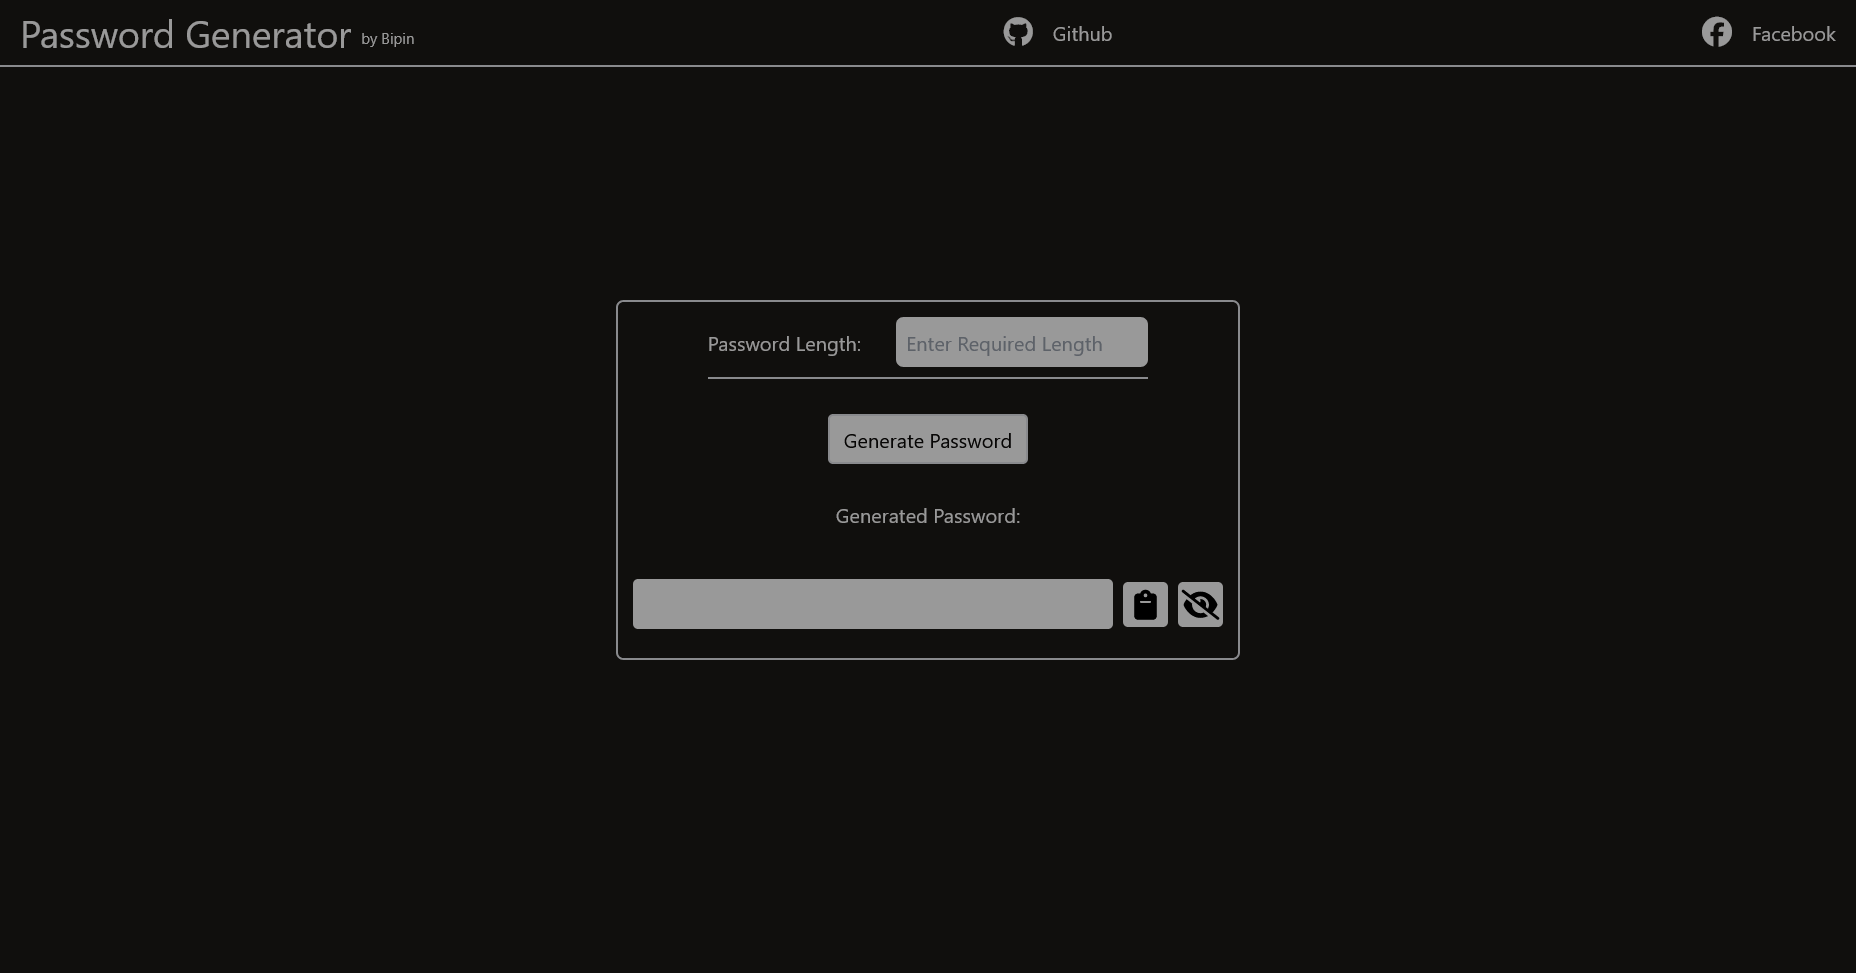 Password Generator by Bipin
Github
Facebook
Password Length:
Enter Required Length
Generate Password
Generated Password: